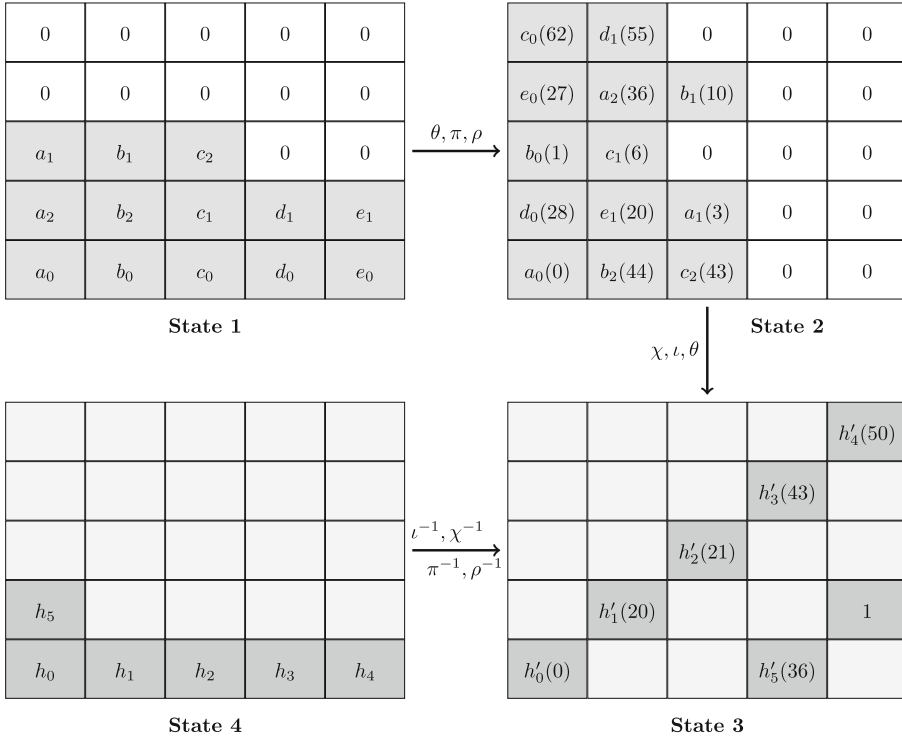 0 0 0 0 0
0 0 0 0 0
a₁ b₁ c₂ 0 0
a₂ b₂ c₁ d₁ e₁
a₀ b₀ c₀ d₀ e₀
State 1
θ, π, ρ
c₀(62) d₁(55) 0 0 0
e₀(27) a₂(36) b₁(10) 0 0
b₀(1) c₁(6) 0 0 0
d₀(28) e₁(20) a₁(3) 0 0
a₀(0) b₂(44) c₂(43) 0 0
State 2
χ, ι, θ
h₅
h₀ h₁ h₂ h₃ h₄
State 4
ι⁻¹, χ⁻¹
π⁻¹, ρ⁻¹
h′₄(50)
h′₃(43)
h′₂(21)
h′₁(20) 1
h′₀(0) h′₅(36)
State 3